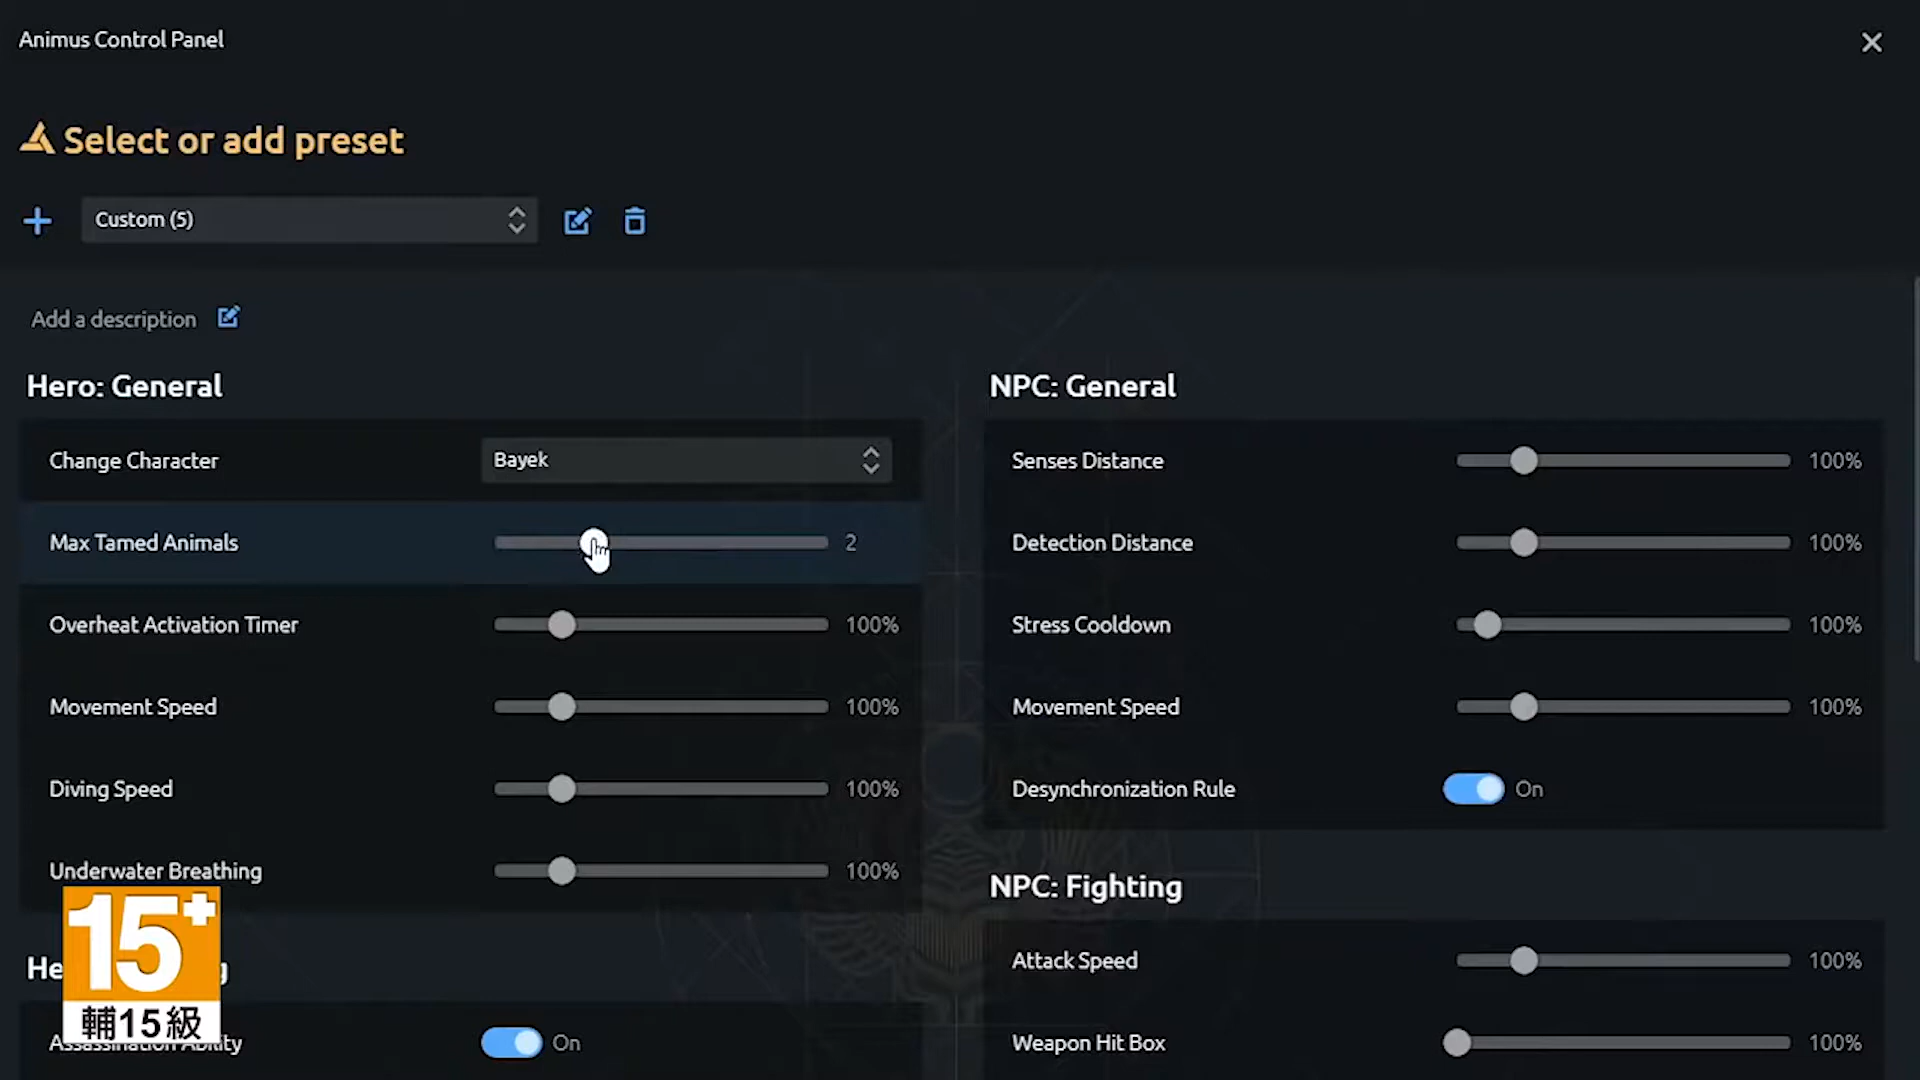 Animus Control Panel
Select or add preset
Custom (5)
Add a description
Hero: General
Change Character
Bayek
Max Tamed Animals
2
Overheat Activation Timer
100%
Movement Speed
100%
Diving Speed
100%
Underwater Breathing
100%
He g
Assassination Ability
On
NPC: General
Senses Distance
100%
Detection Distance
100%
Stress Cooldown
100%
Movement Speed
100%
Desynchronization Rule
On
NPC: Fighting
Attack Speed
100%
Weapon Hit Box
100%
15+
輔15級